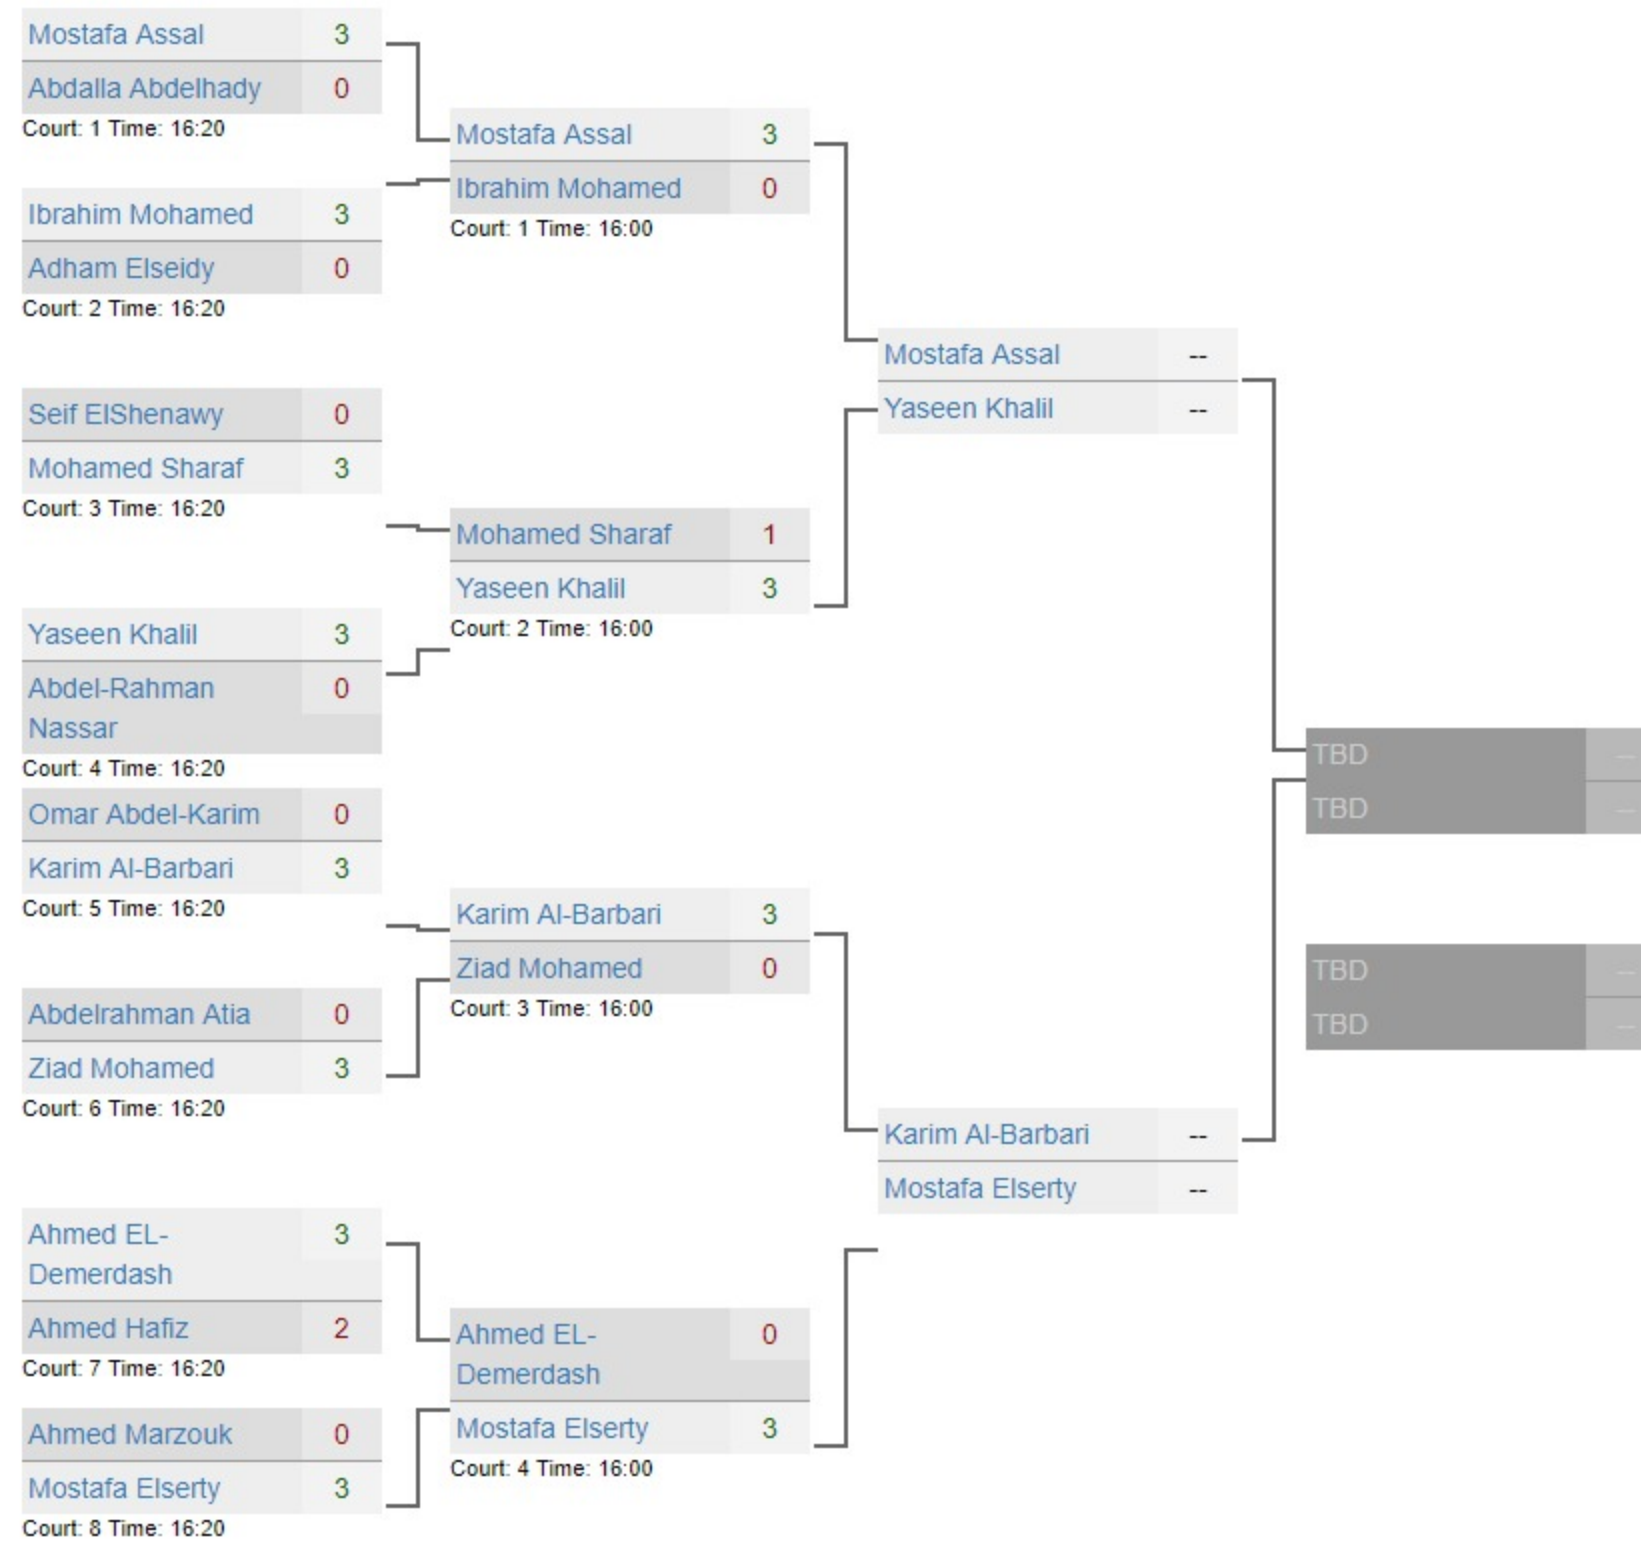 Mostafa Assal 3
Abdalla Abdelhady 0
Court: 1 Time: 16:20
Ibrahim Mohamed 3
Adham Elseidy 0
Court: 2 Time: 16:20
Seif ElShenawy 0
Mohamed Sharaf 3
Court: 3 Time: 16:20
Yaseen Khalil 3
Abdel-Rahman 0
Nassar
Court: 4 Time: 16:20
Omar Abdel-Karim 0
Karim Al-Barbari 3
Court: 5 Time: 16:20
Abdelrahman Atia 0
Ziad Mohamed 3
Court: 6 Time: 16:20
Ahmed EL- 3
Demerdash
Ahmed Hafiz 2
Court: 7 Time: 16:20
Ahmed Marzouk 0
Mostafa Elserty 3
Court: 8 Time: 16:20
Mostafa Assal 3
Ibrahim Mohamed 0
Court: 1 Time: 16:00
Mohamed Sharaf 1
Yaseen Khalil 3
Court: 2 Time: 16:00
Karim Al-Barbari 3
Ziad Mohamed 0
Court: 3 Time: 16:00
Ahmed EL- 0
Demerdash
Mostafa Elserty 3
Court: 4 Time: 16:00
Mostafa Assal --
Yaseen Khalil --
Karim Al-Barbari --
Mostafa Elserty --
TBD --
TBD --
TBD --
TBD --